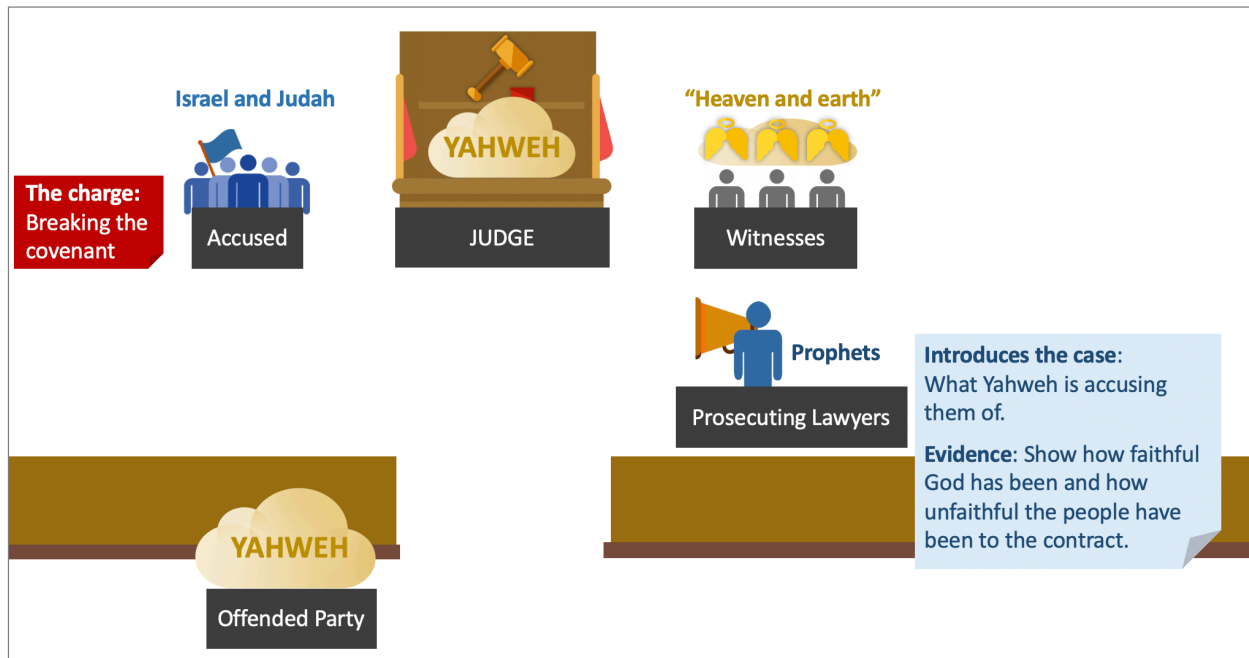 Israel and Judah
The charge:
Breaking the
covenant
Accused
YAHWEH
JUDGE
“Heaven and earth”
Witnesses
Prophets
Prosecuting Lawyers
Introduces the case:
What Yahweh is accusing
them of.
Evidence: Show how faithful
God has been and how
unfaithful the people have
been to the contract.
YAHWEH
Offended Party